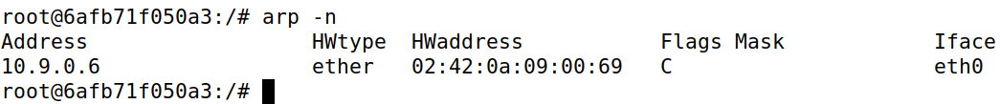 root@6afb71f050a3:/# arp -n
Address                  HWtype  HWaddress           Flags Mask            Iface
10.9.0.6                 ether   02:42:0a:09:00:69   C                     eth0
root@6afb71f050a3:/#